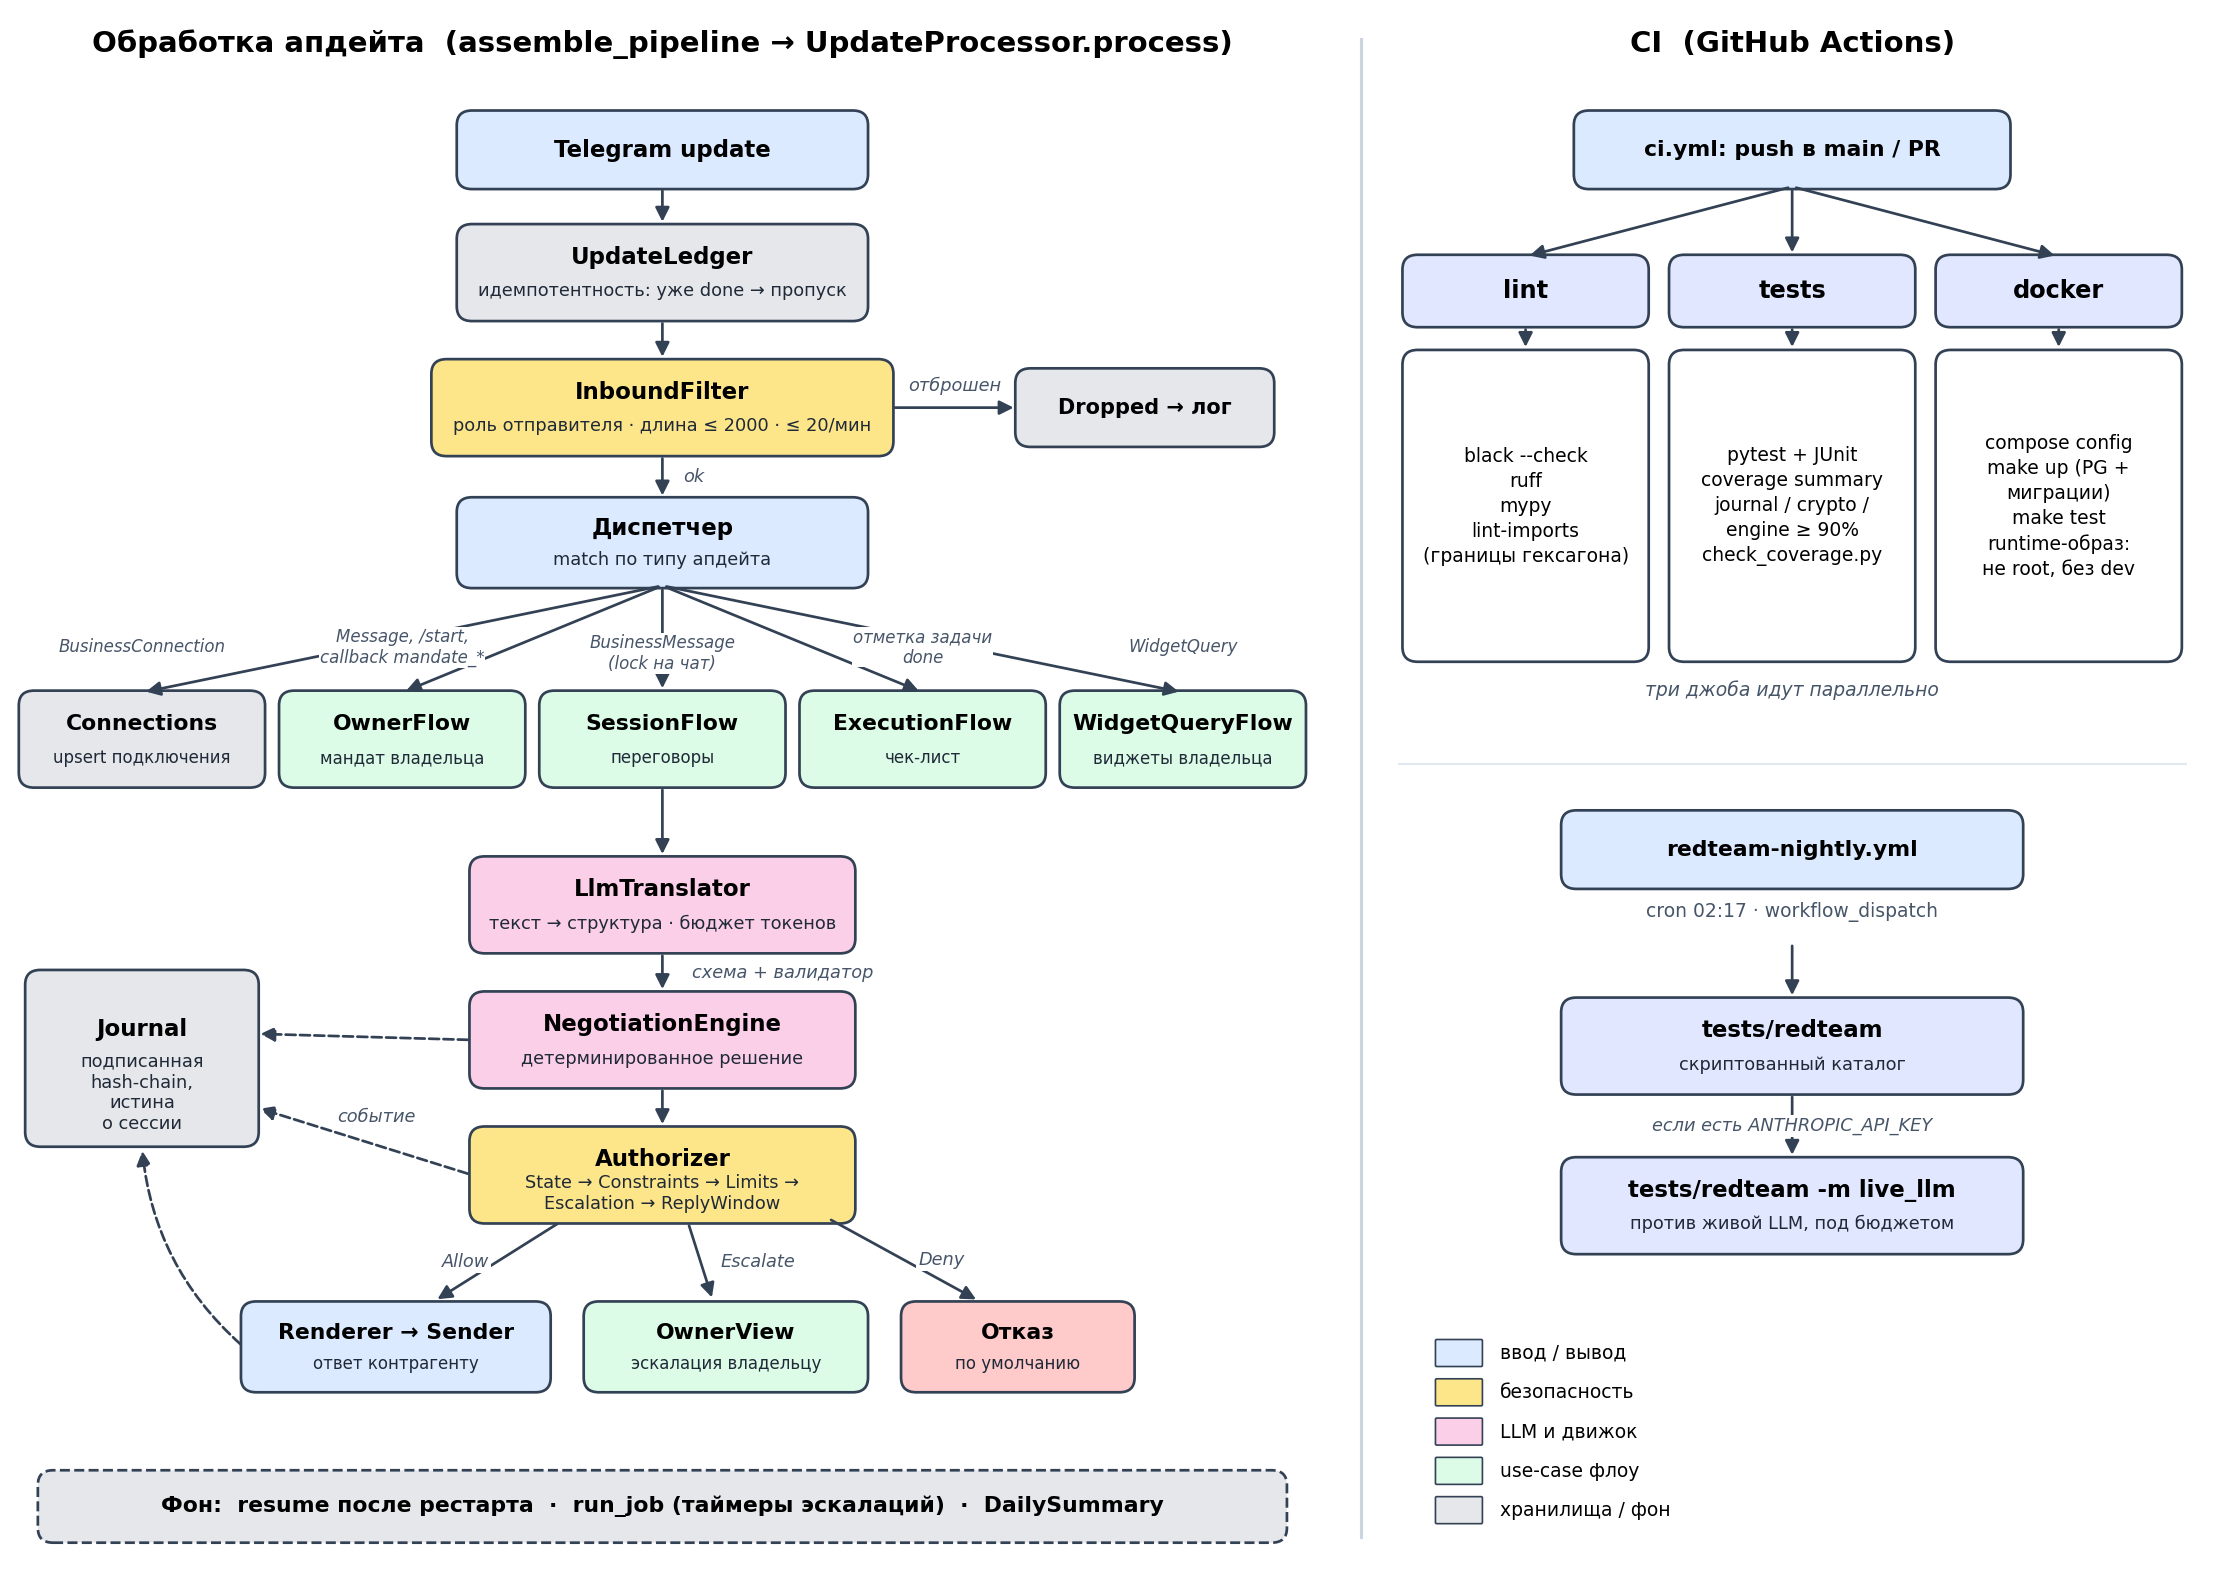 Обработка апдейта (assemble_pipeline → UpdateProcessor.process)
Telegram update
UpdateLedger
идемпотентность: уже done → пропуск
InboundFilter
роль отправителя · длина ≤ 2000 · ≤ 20/мин
отброшен
Dropped → лог
ok
Диспетчер
match по типу апдейта
BusinessConnection
Message, /start,
callback mandate_*
BusinessMessage
(lock на чат)
отметка задачи
done
WidgetQuery
Connections
upsert подключения
OwnerFlow
мандат владельца
SessionFlow
переговоры
ExecutionFlow
чек-лист
WidgetQueryFlow
виджеты владельца
LlmTranslator
текст → структура · бюджет токенов
схема + валидатор
NegotiationEngine
детерминированное решение
Journal
подписанная
hash-chain,
истина
о сессии
событие
Authorizer
State → Constraints → Limits →
Escalation → ReplyWindow
Allow
Escalate
Deny
Renderer → Sender
ответ контрагенту
OwnerView
эскалация владельцу
Отказ
по умолчанию
Фон: resume после рестарта · run_job (таймеры эскалаций) · DailySummary
CI (GitHub Actions)
ci.yml: push в main / PR
lint
tests
docker
black --check
ruff
mypy
lint-imports
(границы гексагона)
pytest + JUnit
coverage summary
journal / crypto /
engine ≥ 90%
check_coverage.py
compose config
make up (PG +
миграции)
make test
runtime-образ:
не root, без dev
три джоба идут параллельно
redteam-nightly.yml
cron 02:17 · workflow_dispatch
tests/redteam
скриптованный каталог
если есть ANTHROPIC_API_KEY
tests/redteam -m live_llm
против живой LLM, под бюджетом
ввод / вывод
безопасность
LLM и движок
use-case флоу
хранилища / фон